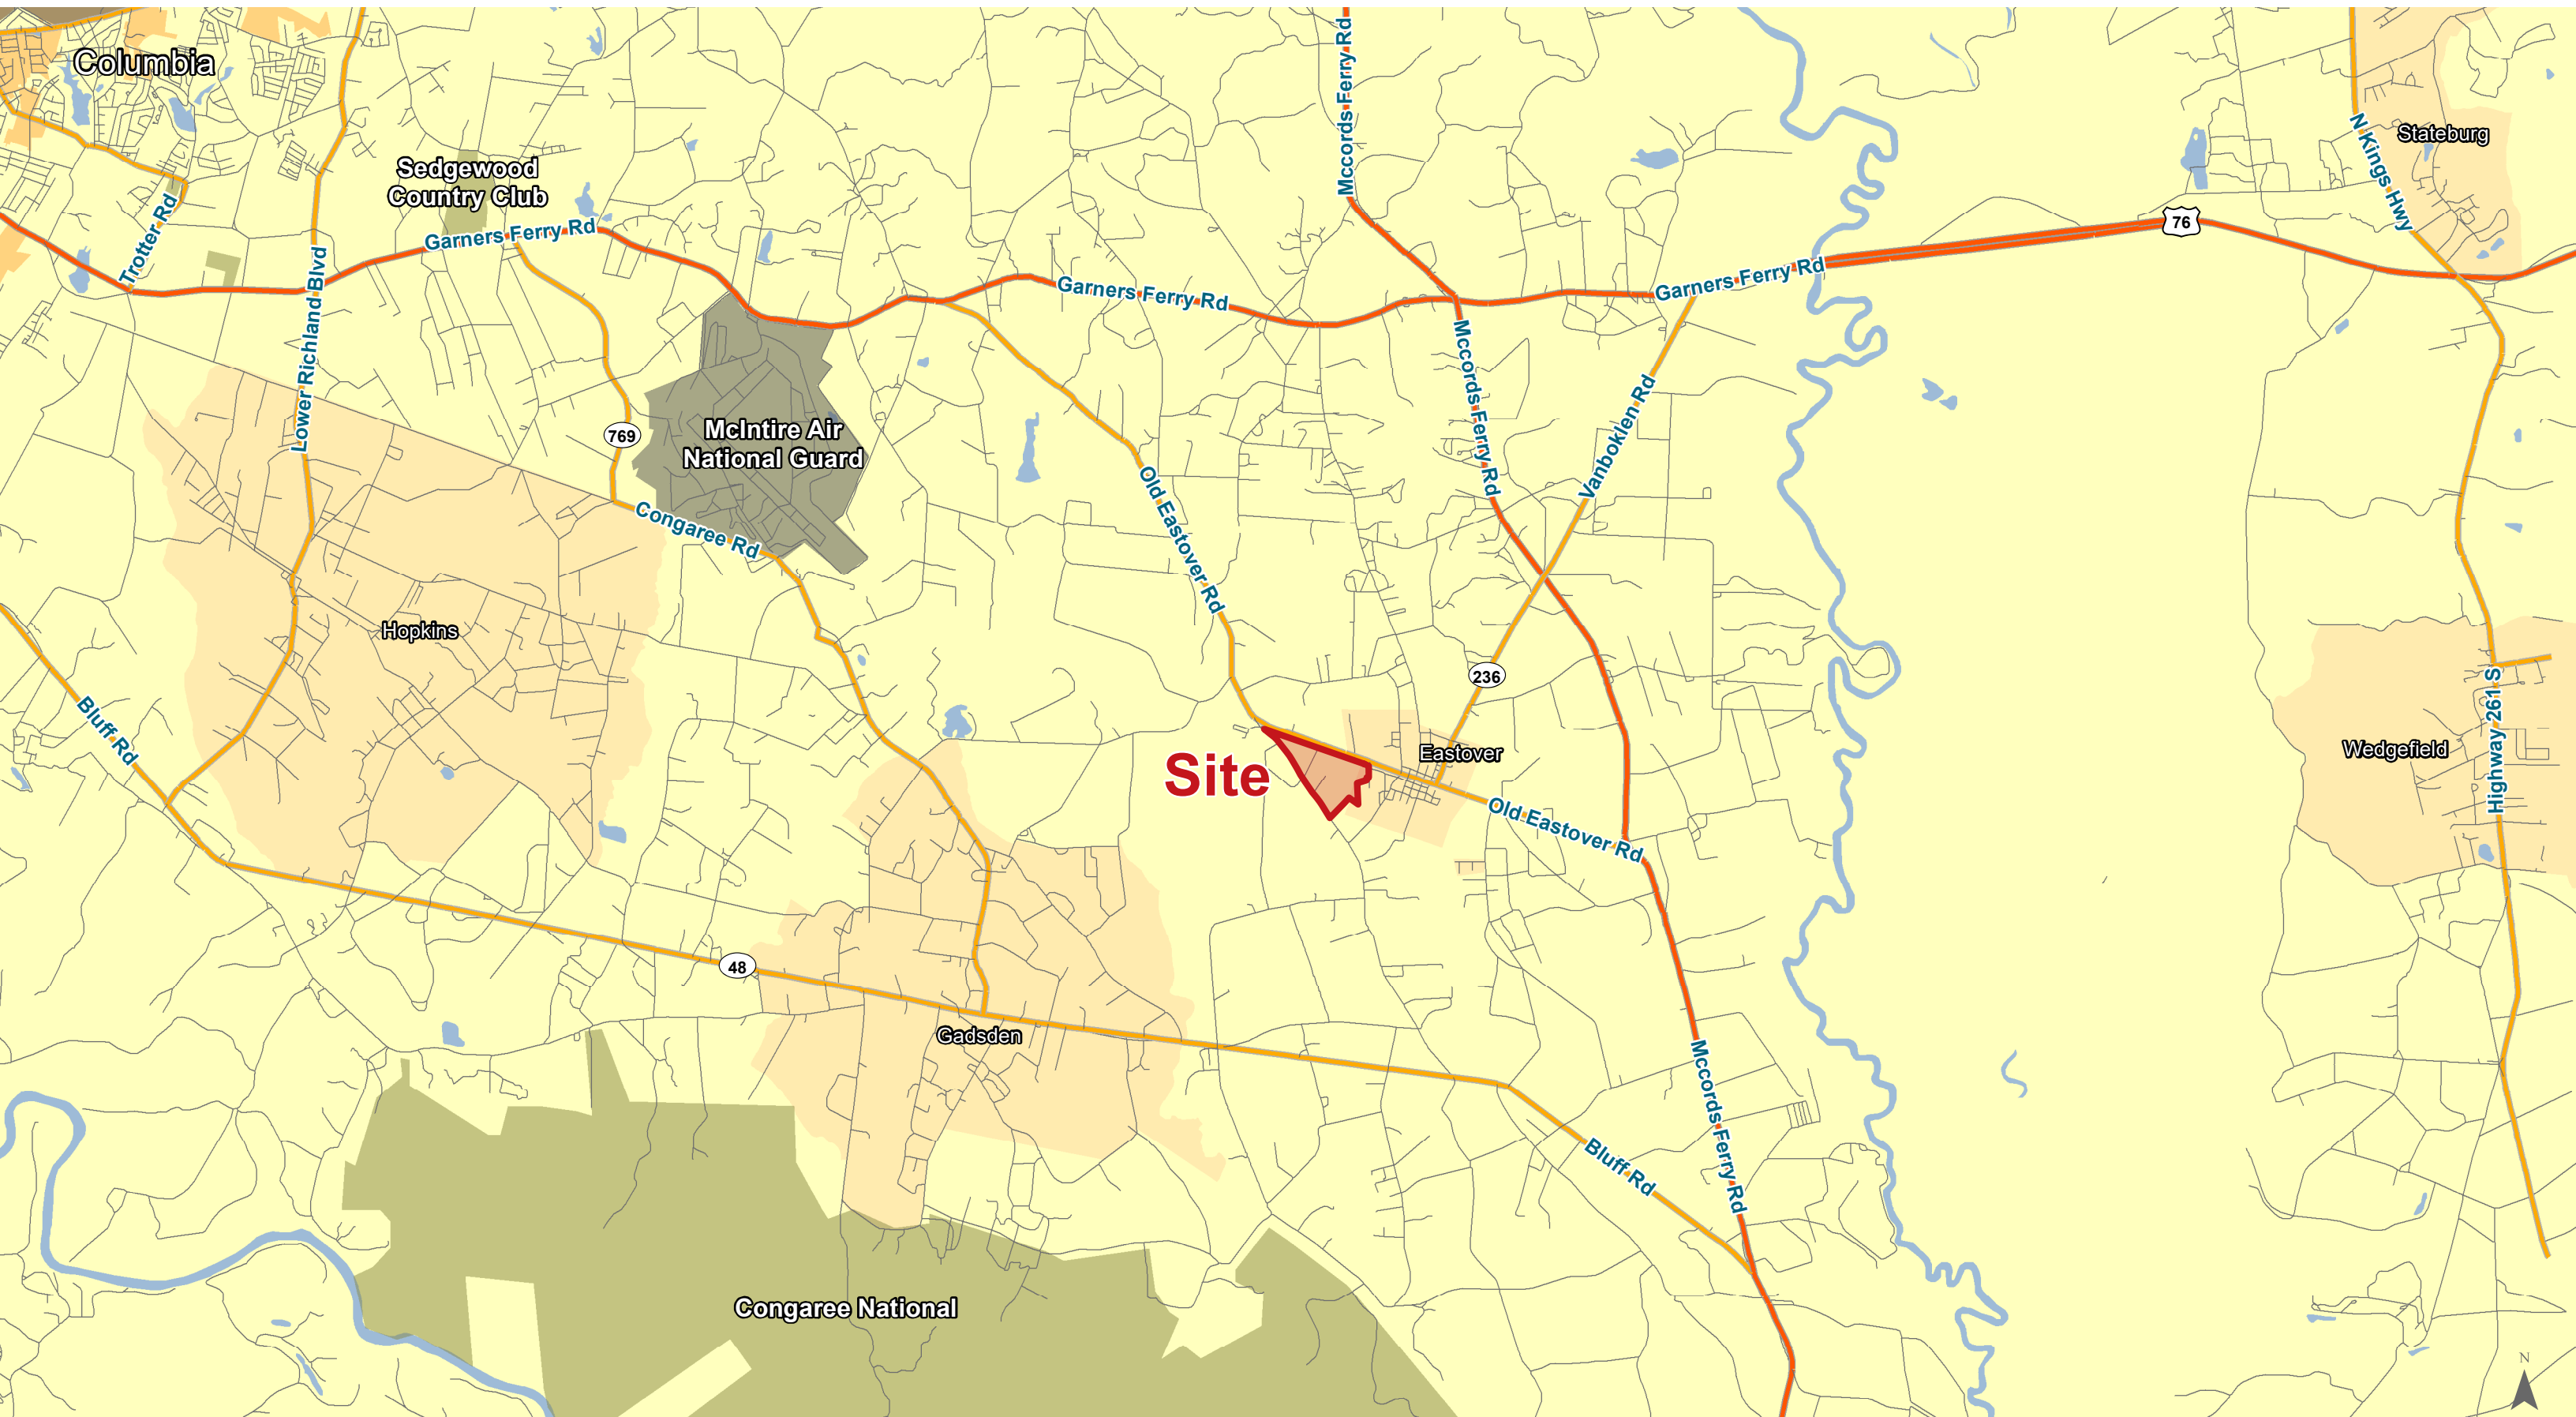 Mccords Ferry Rd
Columbia
N Kings Hwy
Stateburg
Sedgewood
Country Club
Trotter Rd
Garners Ferry Rd
76
Lower Richland Blvd
Garners Ferry Rd
Garners Ferry Rd
Mccords Ferry Rd
769
McIntire Air
National Guard
Vanboklen Rd
Congaree Rd
Old Eastover Rd
Hopkins
236
Bluff Rd
Site
Eastover
Wedgefield
Highway 261 S
Old Eastover Rd
48
Gadsden
Mccords Ferry Rd
Bluff Rd
Congaree National
N